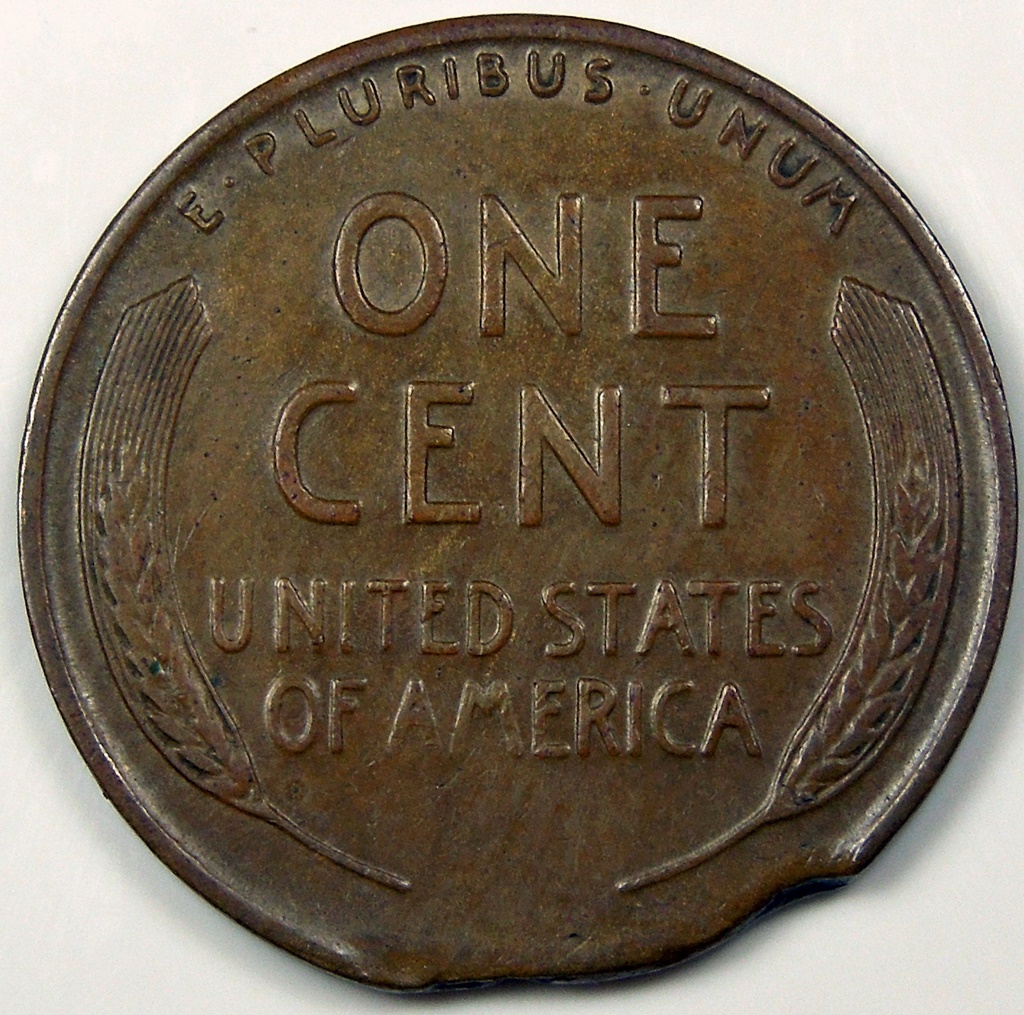 E · PLURIBUS · UNUM
ONE
CENT
UNITED STATES
OF AMERICA